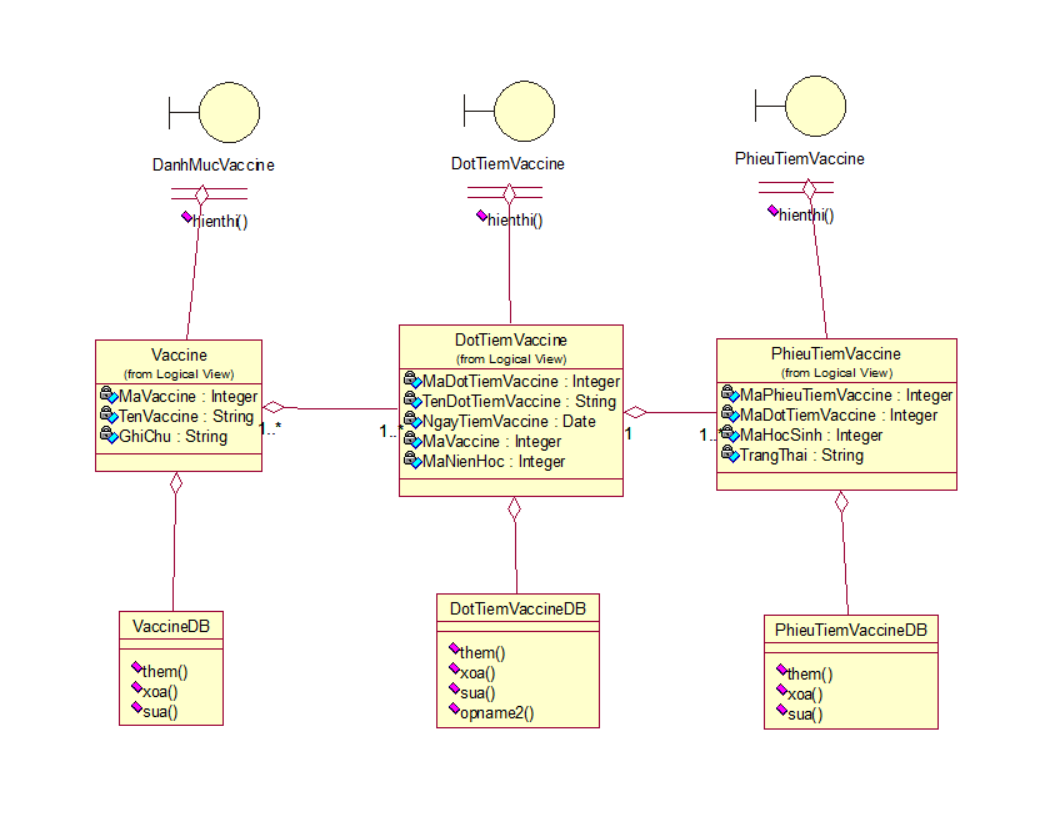 DanhMucVaccine
hienthi()
DotTiemVaccine
hienthi()
PhieuTiemVaccine
hienthi()
Vaccine
(from Logical View)
MaVaccine : Integer
TenVaccine : String
GhiChu : String
1..*
1..*
DotTiemVaccine
(from Logical View)
MaDotTiemVaccine : Integer
TenDotTiemVaccine : String
NgayTiemVaccine : Date
MaVaccine : Integer
MaNienHoc : Integer
1
1..*
PhieuTiemVaccine
(from Logical View)
MaPhieuTiemVaccine : Integer
MaDotTiemVaccine : Integer
MaHocSinh : Integer
TrangThai : String
VaccineDB
them()
xoa()
sua()
DotTiemVaccineDB
them()
xoa()
sua()
opname2()
PhieuTiemVaccineDB
them()
xoa()
sua()